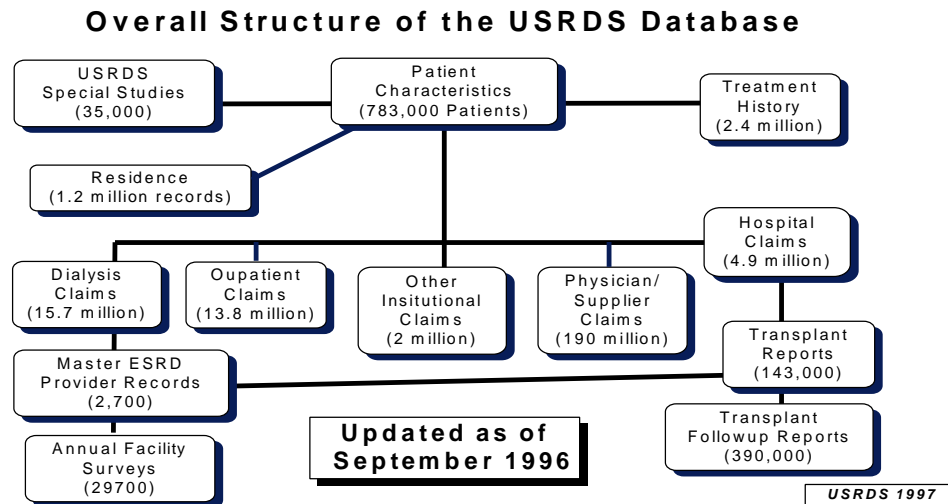 Overall Structure of the USRDS Database
USRDS
Special Studies
(35,000)
Patient
Characteristics
(783,000 Patients)
Treatment
History
(2.4 million)
Residence
(1.2 million records)
Hospital
Claims
(4.9 million)
Dialysis
Claims
(15.7 million)
Oupatient
Claims
(13.8 million)
Other
Insitutional
Claims
(2 million)
Physician/
Supplier
Claims
(190 million)
Transplant
Reports
(143,000)
Master ESRD
Provider Records
(2,700)
Transplant
Followup Reports
(390,000)
Annual Facility
Surveys
(29700)
Updated as of
September 1996
USRDS 1997